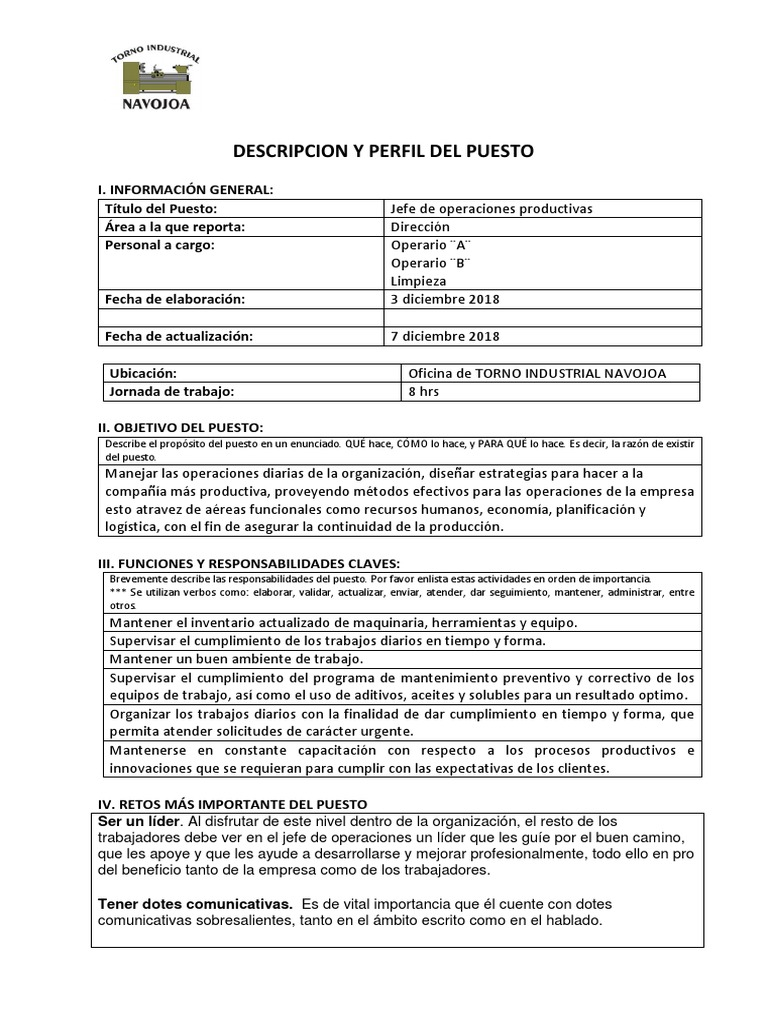 TORNO INDUSTRIAL
NAVOJOA
DESCRIPCION Y PERFIL DEL PUESTO
I. INFORMACIÓN GENERAL:
Título del Puesto: Jefe de operaciones productivas
Área a la que reporta: Dirección
Personal a cargo: Operario ¨A¨
Operario ¨B¨
Limpieza
Fecha de elaboración: 3 diciembre 2018
Fecha de actualización: 7 diciembre 2018
Ubicación: Oficina de TORNO INDUSTRIAL NAVOJOA
Jornada de trabajo: 8 hrs
II. OBJETIVO DEL PUESTO:
Describe el propósito del puesto en un enunciado. QUÉ hace, CÓMO lo hace, y PARA QUÉ lo hace. Es decir, la razón de existir
del puesto.
Manejar las operaciones diarias de la organización, diseñar estrategias para hacer a la
compañía más productiva, proveyendo métodos efectivos para las operaciones de la empresa
esto atravez de aéreas funcionales como recursos humanos, economía, planificación y
logística, con el fin de asegurar la continuidad de la producción.
III. FUNCIONES Y RESPONSABILIDADES CLAVES:
Brevemente describe las responsabilidades del puesto. Por favor enlista estas actividades en orden de importancia.
*** Se utilizan verbos como: elaborar, validar, actualizar, enviar, atender, dar seguimiento, mantener, administrar, entre
otros.
Mantener el inventario actualizado de maquinaria, herramientas y equipo.
Supervisar el cumplimiento de los trabajos diarios en tiempo y forma.
Mantener un buen ambiente de trabajo.
Supervisar el cumplimiento del programa de mantenimiento preventivo y correctivo de los
equipos de trabajo, así como el uso de aditivos, aceites y solubles para un resultado optimo.
Organizar los trabajos diarios con la finalidad de dar cumplimiento en tiempo y forma, que
permita atender solicitudes de carácter urgente.
Mantenerse en constante capacitación con respecto a los procesos productivos e
innovaciones que se requieran para cumplir con las expectativas de los clientes.
IV. RETOS MÁS IMPORTANTE DEL PUESTO
Ser un líder. Al disfrutar de este nivel dentro de la organización, el resto de los
trabajadores debe ver en el jefe de operaciones un líder que les guíe por el buen camino,
que les apoye y que les ayude a desarrollarse y mejorar profesionalmente, todo ello en pro
del beneficio tanto de la empresa como de los trabajadores.
Tener dotes comunicativas. Es de vital importancia que él cuente con dotes
comunicativas sobresalientes, tanto en el ámbito escrito como en el hablado.